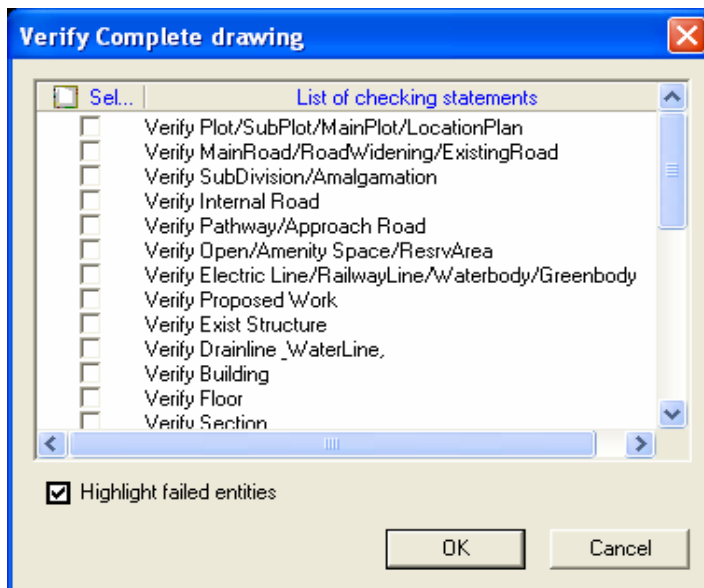 Verify Complete drawing
Sel... List of checking statements
Verify Plot/SubPlot/MainPlot/LocationPlan
Verify MainRoad/RoadWidening/ExistingRoad
Verify SubDivision/Amalgamation
Verify Internal Road
Verify Pathway/Approach Road
Verify Open/Amenity Space/ResrvArea
Verify Electric Line/RailwayLine/Waterbody/Greenbody
Verify Proposed Work
Verify Exist Structure
Verify Drainline_WaterLine,
Verify Building
Verify Floor
Verify Section
Highlight failed entities
OK Cancel